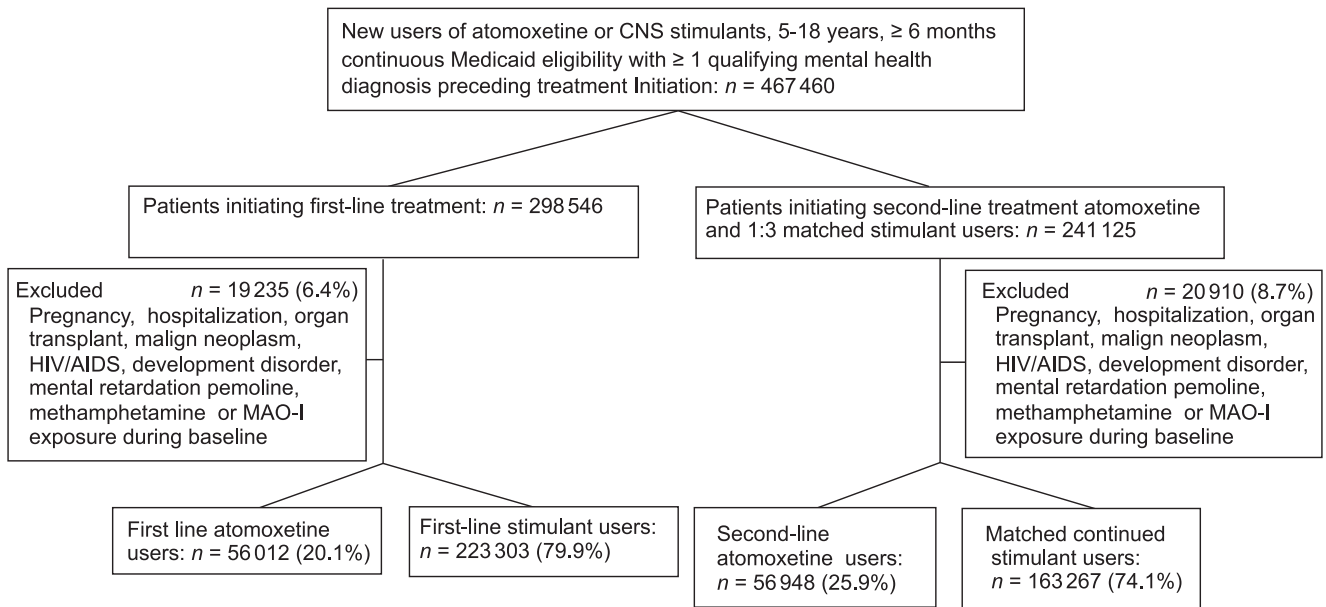 New users of atomoxetine or CNS stimulants, 5-18 years, ≥ 6 months
continuous Medicaid eligibility with ≥ 1 qualifying mental health
diagnosis preceding treatment Initiation: n = 467 460
Patients initiating first-line treatment: n = 298 546
Patients initiating second-line treatment atomoxetine
and 1:3 matched stimulant users: n = 241 125
Excluded n = 19 235 (6.4%)
Pregnancy, hospitalization, organ
transplant, malign neoplasm,
HIV/AIDS, development disorder,
mental retardation pemoline,
methamphetamine or MAO-I
exposure during baseline
Excluded n = 20 910 (8.7%)
Pregnancy, hospitalization, organ
transplant, malign neoplasm,
HIV/AIDS, development disorder,
mental retardation pemoline,
methamphetamine or MAO-I
exposure during baseline
First line atomoxetine
users: n = 56 012 (20.1%)
First-line stimulant users:
n = 223 303 (79.9%)
Second-line
atomoxetine users:
n = 56 948 (25.9%)
Matched continued
stimulant users:
n = 163 267 (74.1%)